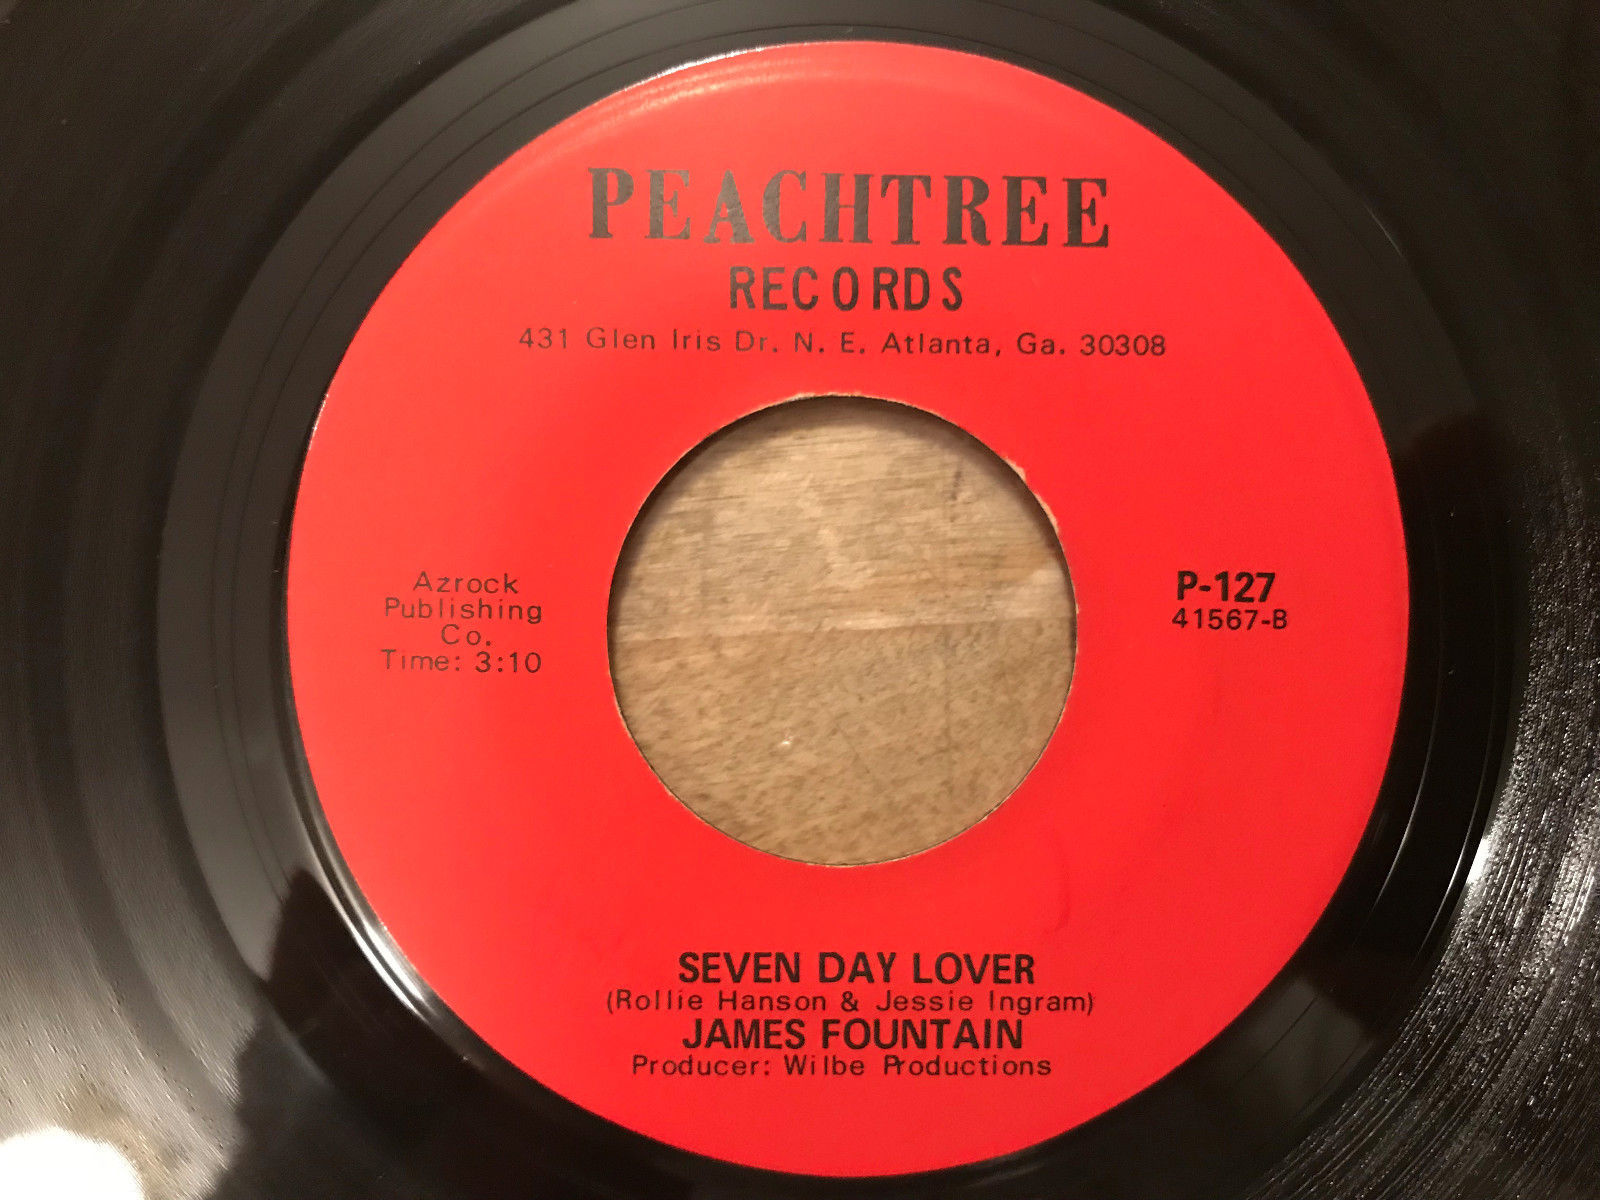 PEACHTREE
RECORDS
431 Glen Iris Dr. N. E. Atlanta, Ga. 30308
Azrock
Publishing
Co.
Time: 3:10
P-127
41567-B
SEVEN DAY LOVER
(Rollie Hanson & Jessie Ingram)
JAMES FOUNTAIN
Producer: Wilbe Productions